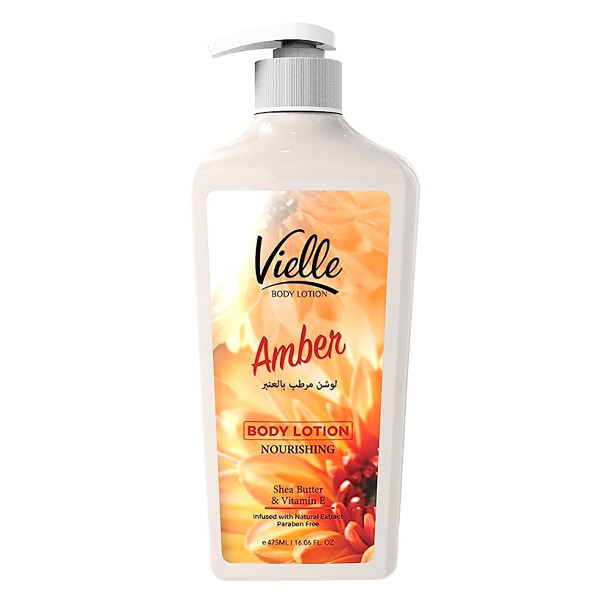 Vielle
BODY LOTION
Amber
لوشن مرطب بالعنبر
BODY LOTION
NOURISHING
Shea Butter
& Vitamin E
Infused with Natural Extract
Paraben Free
e 475ML | 16.06 FL. OZ